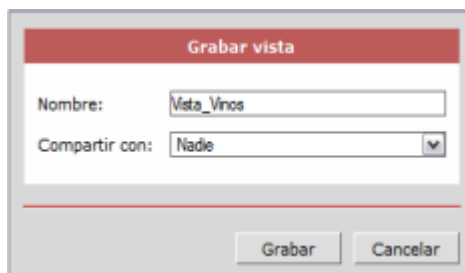 Grabar vista
Nombre: Vista_Vinos
Compartir con: Nadie
Grabar Cancelar